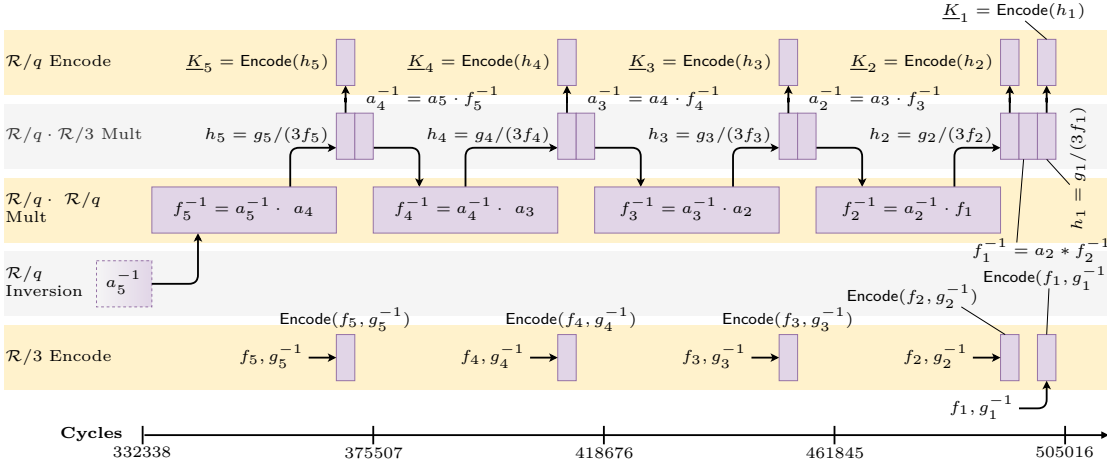 K̲₁ = Encode(h₁)
R/q Encode
K̲₅ = Encode(h₅)
K̲₄ = Encode(h₄)
K̲₃ = Encode(h₃)
K̲₂ = Encode(h₂)
a₄⁻¹ = a₅ · f₅⁻¹
a₃⁻¹ = a₄ · f₄⁻¹
a₂⁻¹ = a₃ · f₃⁻¹
R/q · R/3 Mult
h₅ = g₅/(3f₅)
h₄ = g₄/(3f₄)
h₃ = g₃/(3f₃)
h₂ = g₂/(3f₂)
h₁ = g₁/(3f₁)
R/q · R/q
Mult
f₅⁻¹ = a₅⁻¹ · a₄
f₄⁻¹ = a₄⁻¹ · a₃
f₃⁻¹ = a₃⁻¹ · a₂
f₂⁻¹ = a₂⁻¹ · f₁
f₁⁻¹ = a₂ * f₂⁻¹
R/q
Inversion
a₅⁻¹
Encode(f₁, g₁⁻¹)
Encode(f₂, g₂⁻¹)
Encode(f₅, g₅⁻¹)
Encode(f₄, g₄⁻¹)
Encode(f₃, g₃⁻¹)
R/3 Encode
f₅, g₅⁻¹
f₄, g₄⁻¹
f₃, g₃⁻¹
f₂, g₂⁻¹
f₁, g₁⁻¹
Cycles
332338
375507
418676
461845
505016